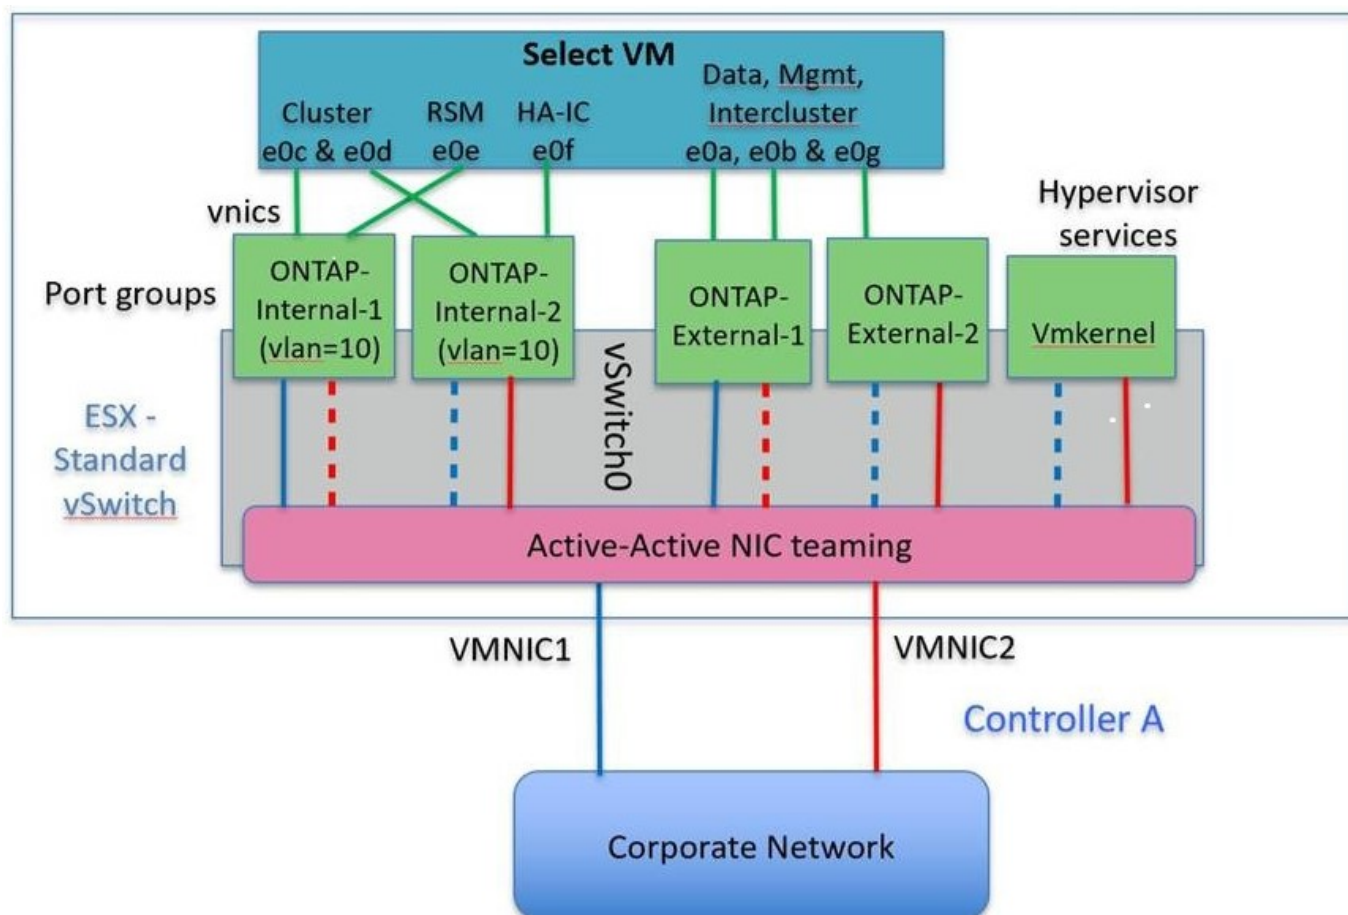 Select VM
Cluster
e0c & e0d
RSM
e0e
HA-IC
e0f
Data, Mgmt,
Intercluster
e0a, e0b & e0g
vnics
Hypervisor
services
Port groups
ONTAP-
Internal-1
(vlan=10)
ONTAP-
Internal-2
(vlan=10)
ONTAP-
External-1
ONTAP-
External-2
Vmkernel
ESX -
Standard
vSwitch
vSwitch0
Active-Active NIC teaming
VMNIC1
VMNIC2
Controller A
Corporate Network